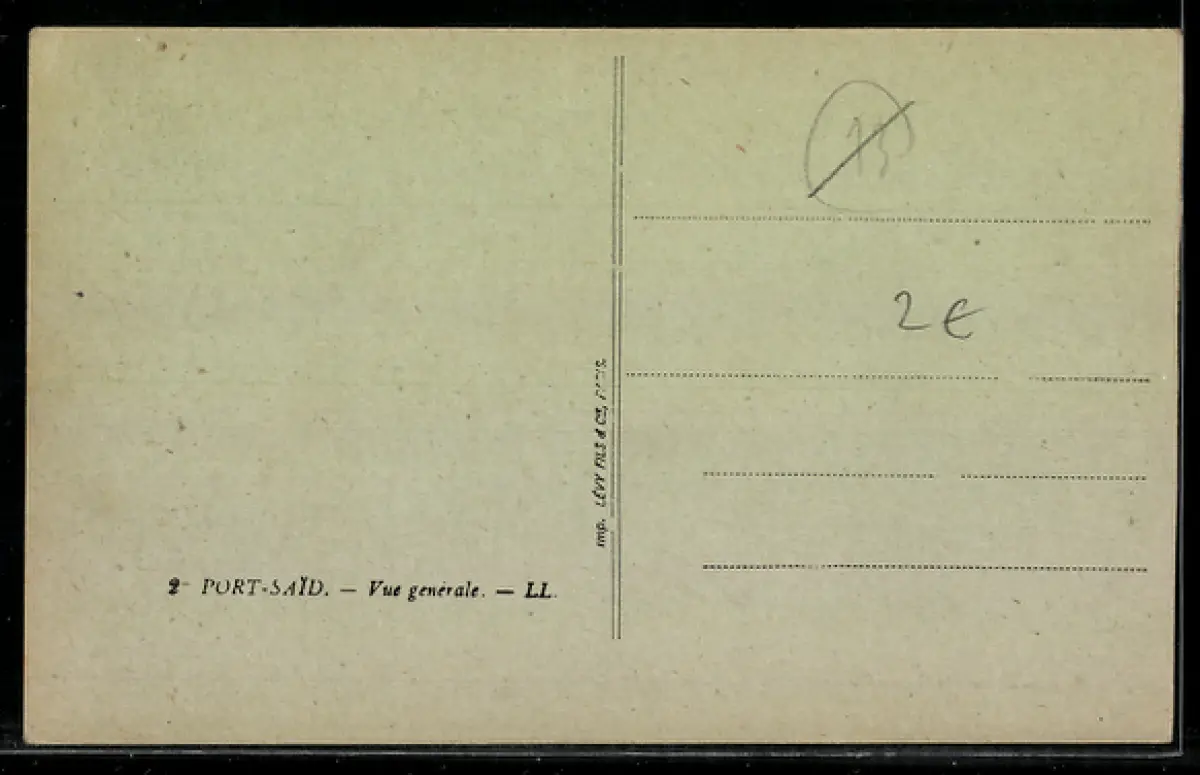 15
2 €
Imp. LÉVY FILS & Cie, PARIS.
2 PORT-SAÏD. — Vue générale. — LL.